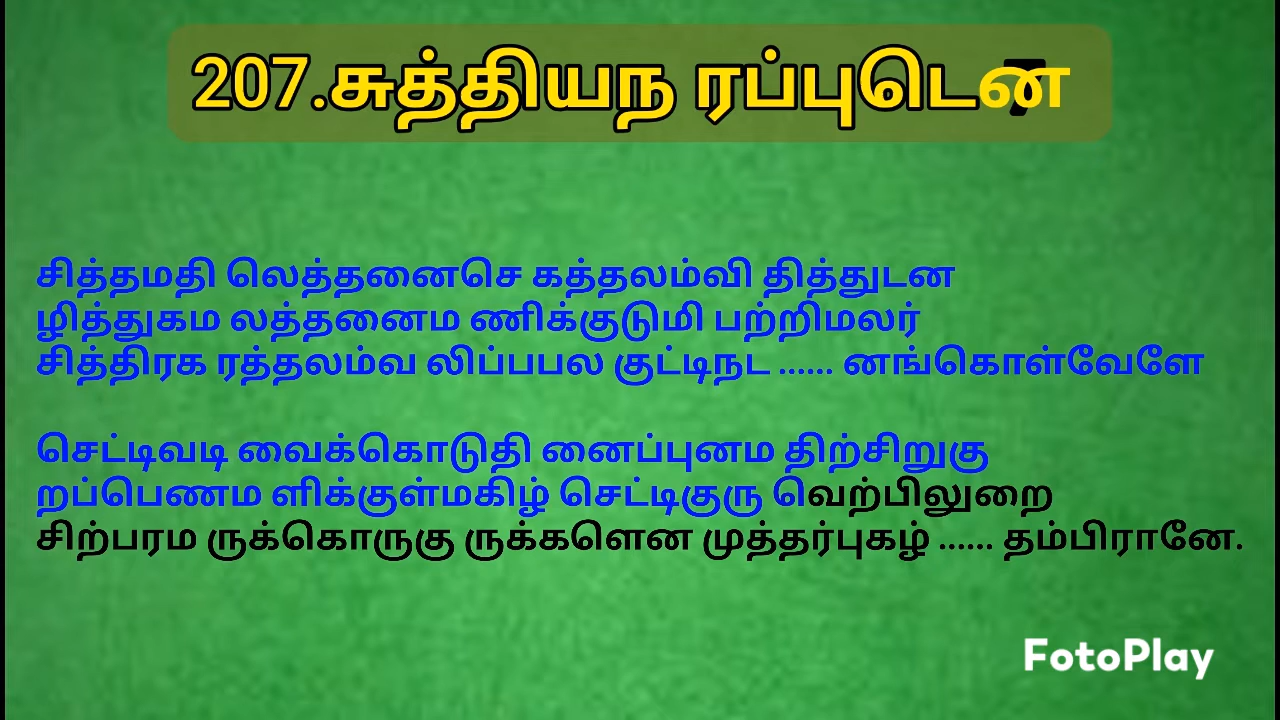 207.சுத்தியந ரப்புடென
சித்தமதி லெத்தனைசெ கத்தலம்வி தித்துடன
ழித்துகம லத்தனைம ணிக்குடுமி பற்றிமலர்
சித்திரக ரத்தலம்வ லிப்பபல குட்டிநட ...... னங்கொள்வேளே
செட்டிவடி வைக்கொடுதி னைப்புனம திற்சிறுகு
றப்பெணம ளிக்குள்மகிழ் செட்டிகுரு வெற்பிலுறை
சிற்பரம ருக்கொருகு ருக்களென முத்தர்புகழ் ...... தம்பிரானே.
FotoPlay